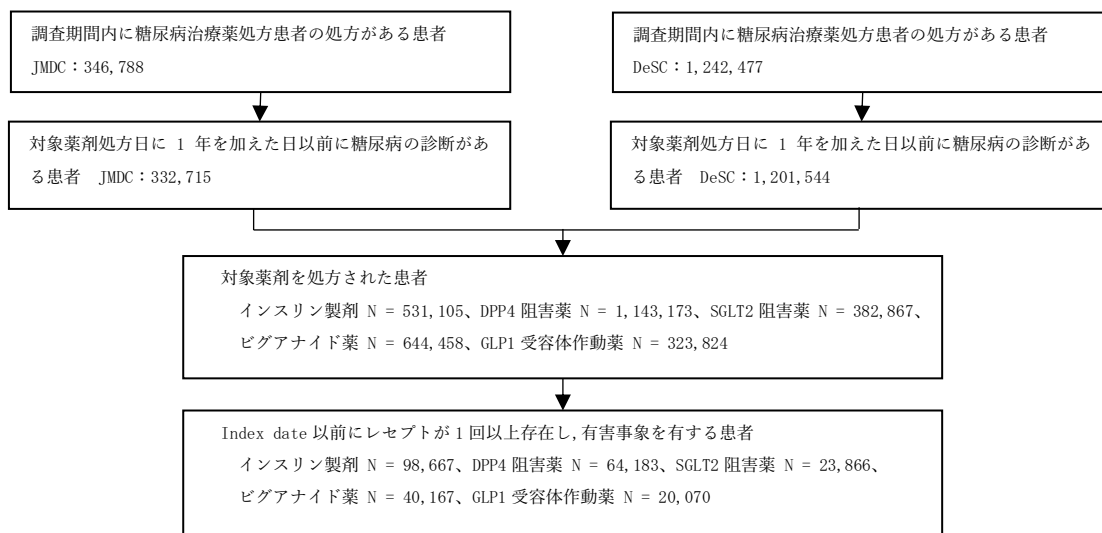 調査期間内に糖尿病治療薬処方患者の処方がある患者
JMDC：346,788
調査期間内に糖尿病治療薬処方患者の処方がある患者
DeSC：1,242,477
対象薬剤処方日に 1 年を加えた日以前に糖尿病の診断があ
る患者　JMDC：332,715
対象薬剤処方日に 1 年を加えた日以前に糖尿病の診断があ
る患者　DeSC：1,201,544
対象薬剤を処方された患者
インスリン製剤 N = 531,105、DPP4 阻害薬 N = 1,143,173、SGLT2 阻害薬 N = 382,867、
ビグアナイド薬 N = 644,458、GLP1 受容体作動薬 N = 323,824
Index date 以前にレセプトが 1 回以上存在し,有害事象を有する患者
インスリン製剤 N = 98,667、DPP4 阻害薬 N = 64,183、SGLT2 阻害薬 N = 23,866、
ビグアナイド薬 N = 40,167、GLP1 受容体作動薬 N = 20,070